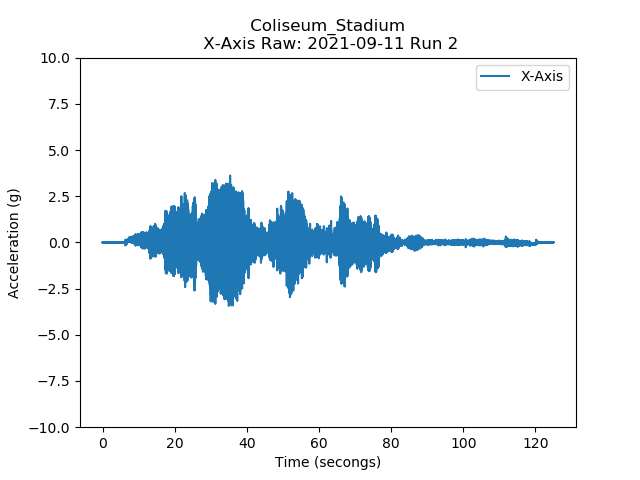 Coliseum_Stadium
X-Axis Raw: 2021-09-11 Run 2
X-Axis
10.0
7.5
5.0
2.5
0.0
−2.5
−5.0
−7.5
−10.0
Acceleration (g)
0 20 40 60 80 100 120
Time (secongs)